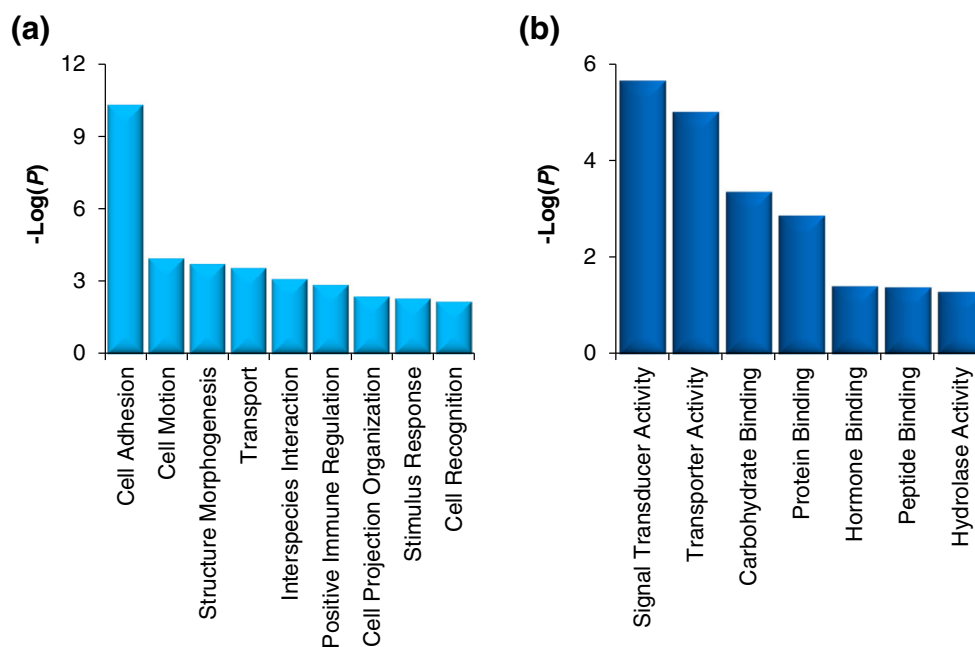 (a)
-Log(P)
12
9
6
3
0
Cell Adhesion
Cell Motion
Structure Morphogenesis
Transport
Interspecies Interaction
Positive Immune Regulation
Cell Projection Organization
Stimulus Response
Cell Recognition
(b)
-Log(P)
6
4
2
0
Signal Transducer Activity
Transporter Activity
Carbohydrate Binding
Protein Binding
Hormone Binding
Peptide Binding
Hydrolase Activity